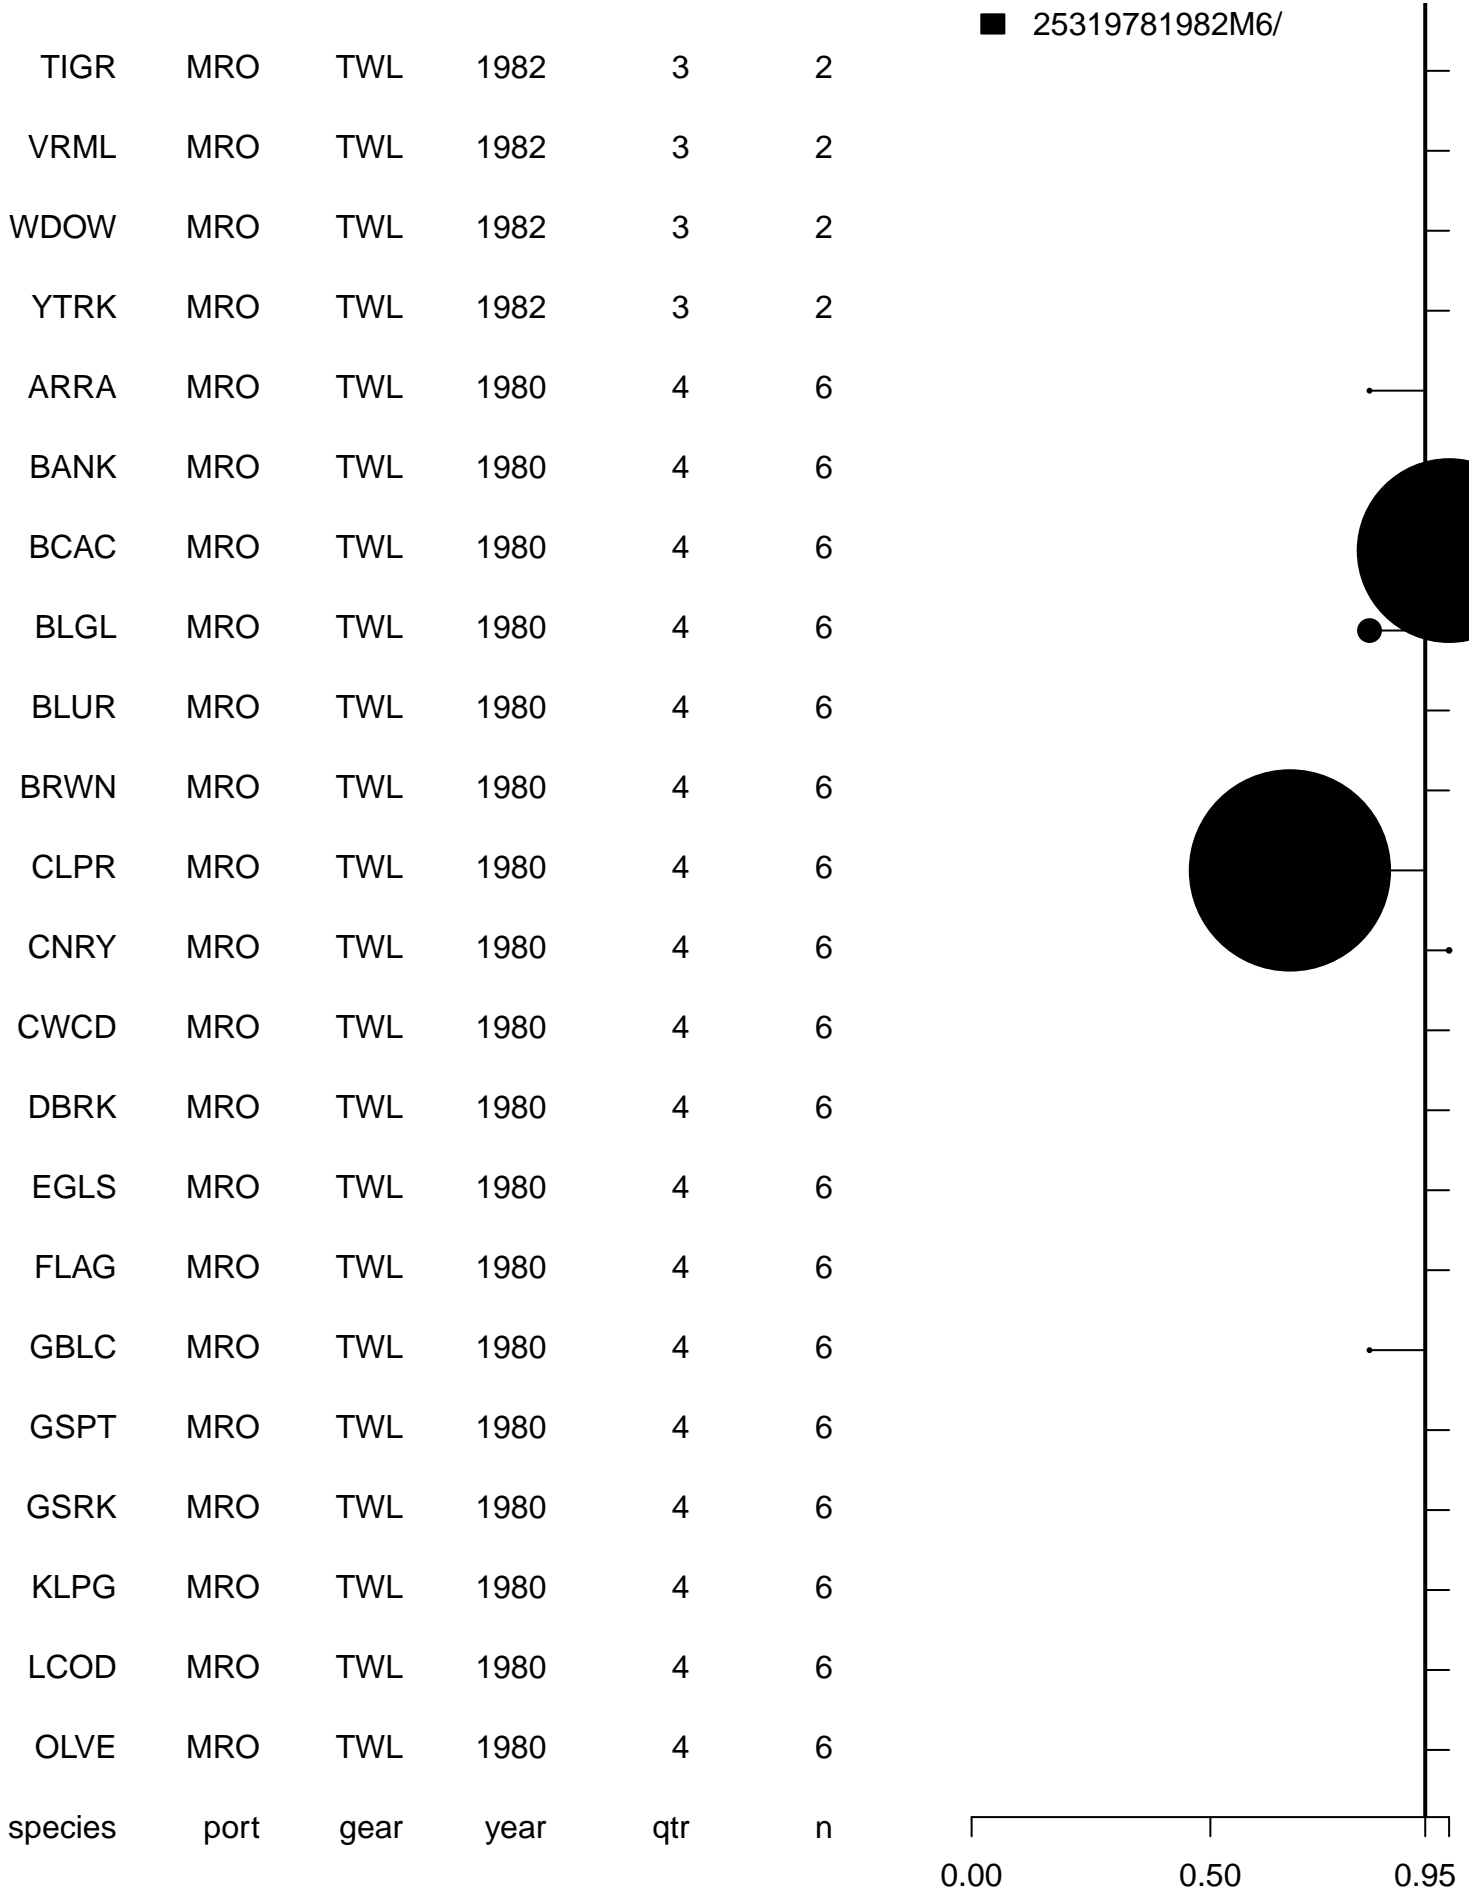 25319781982M6/
TIGR MRO TWL 1982 3 2
VRML MRO TWL 1982 3 2
WDOW MRO TWL 1982 3 2
YTRK MRO TWL 1982 3 2
ARRA MRO TWL 1980 4 6
BANK MRO TWL 1980 4 6
BCAC MRO TWL 1980 4 6
BLGL MRO TWL 1980 4 6
BLUR MRO TWL 1980 4 6
BRWN MRO TWL 1980 4 6
CLPR MRO TWL 1980 4 6
CNRY MRO TWL 1980 4 6
CWCD MRO TWL 1980 4 6
DBRK MRO TWL 1980 4 6
EGLS MRO TWL 1980 4 6
FLAG MRO TWL 1980 4 6
GBLC MRO TWL 1980 4 6
GSPT MRO TWL 1980 4 6
GSRK MRO TWL 1980 4 6
KLPG MRO TWL 1980 4 6
LCOD MRO TWL 1980 4 6
OLVE MRO TWL 1980 4 6
species port gear year qtr n
0.00 0.50 0.95